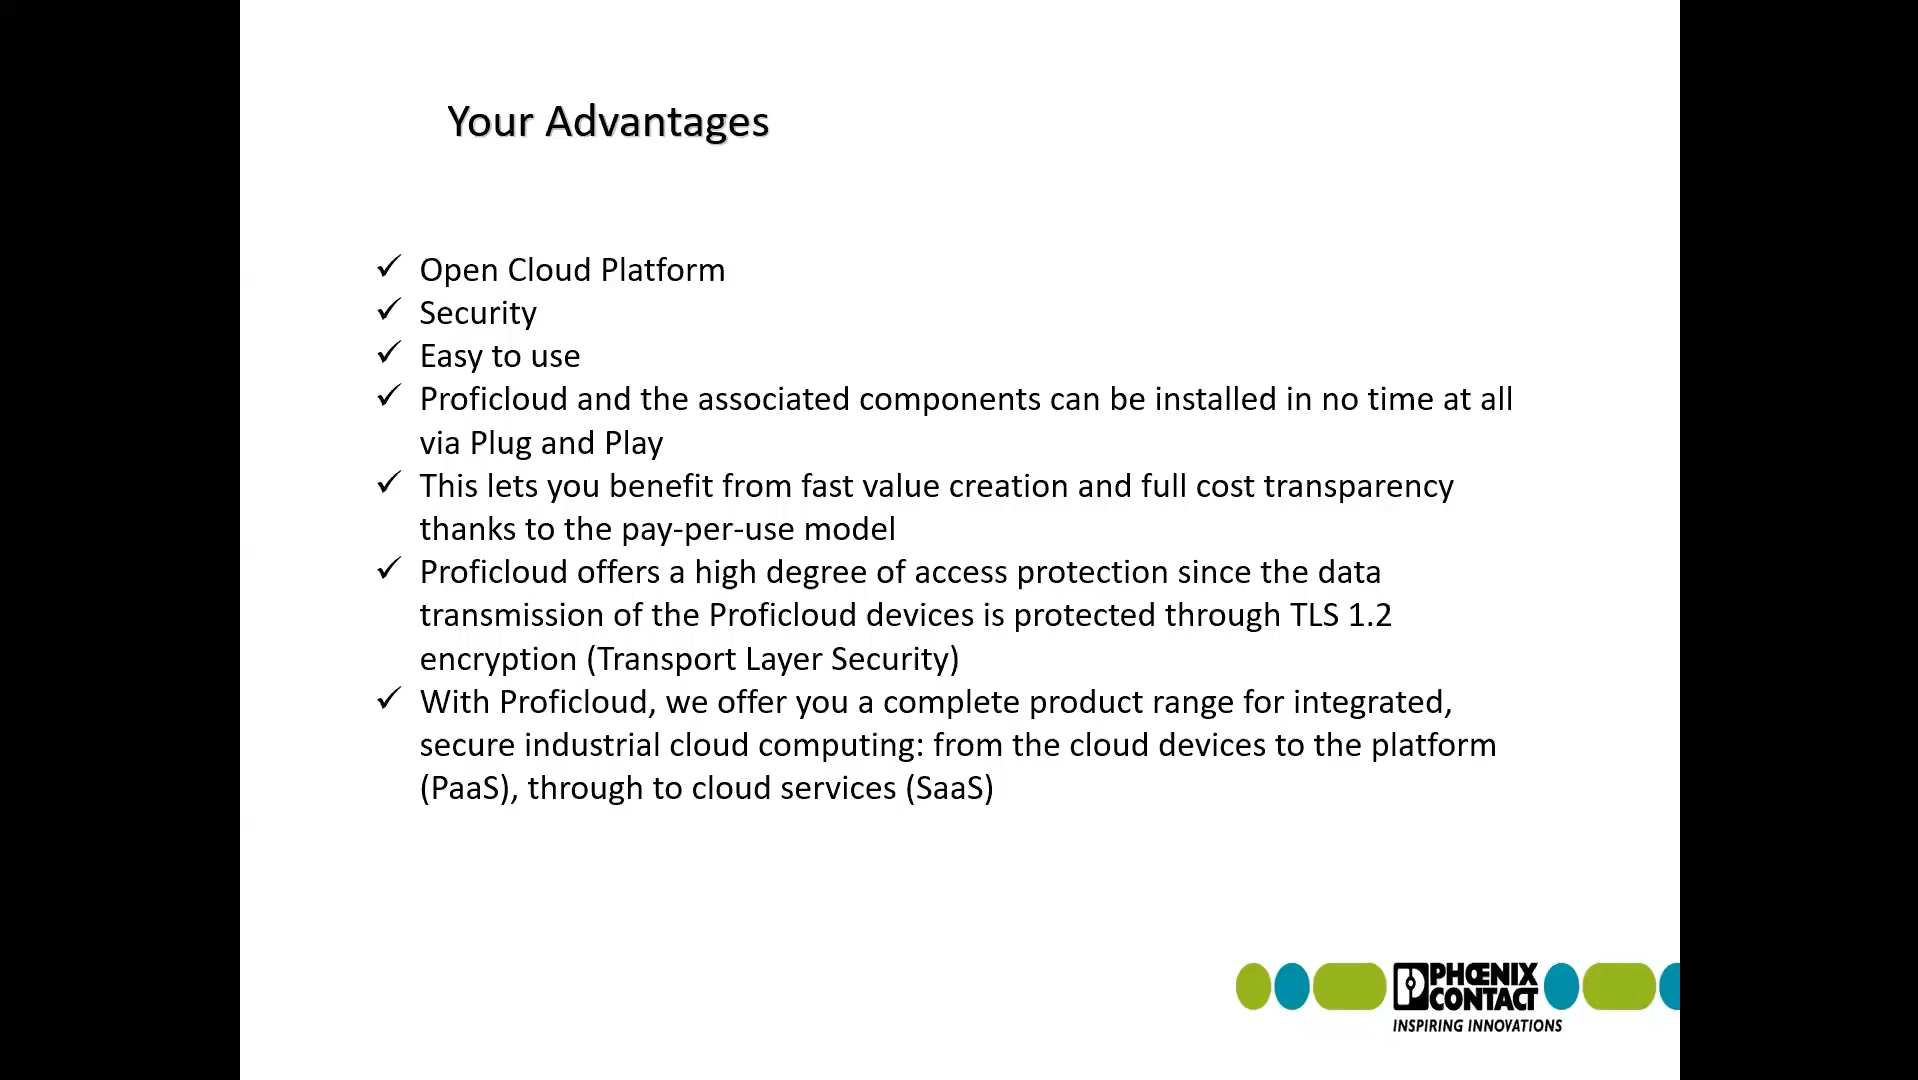 Your Advantages
✓ Open Cloud Platform
✓ Security
✓ Easy to use
✓ Proficloud and the associated components can be installed in no time at all
via Plug and Play
✓ This lets you benefit from fast value creation and full cost transparency
thanks to the pay-per-use model
✓ Proficloud offers a high degree of access protection since the data
transmission of the Proficloud devices is protected through TLS 1.2
encryption (Transport Layer Security)
✓ With Proficloud, we offer you a complete product range for integrated,
secure industrial cloud computing: from the cloud devices to the platform
(PaaS), through to cloud services (SaaS)
PHŒNIX
CONTACT
INSPIRING INNOVATIONS